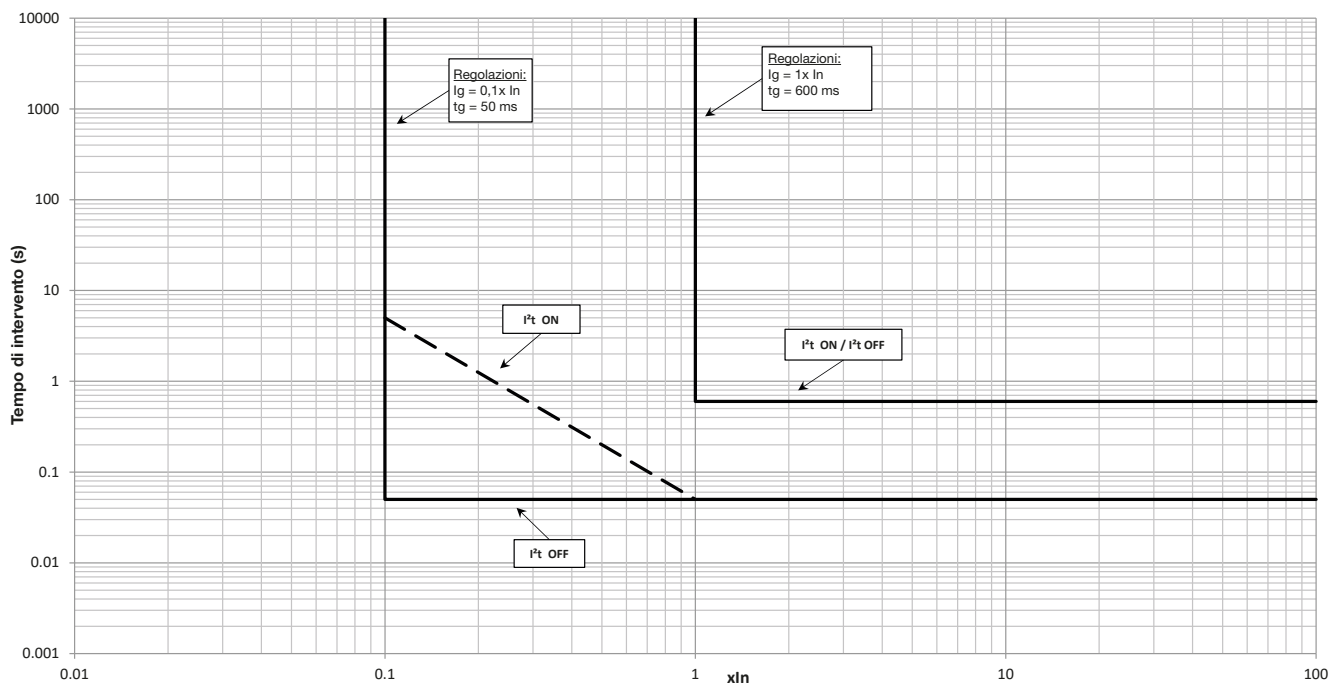 10000
1000
100
10
1
0.1
0.01
0.001
Tempo di intervento (s)
Regolazioni:
Ig = 0,1x In
tg = 50 ms
Regolazioni:
Ig = 1x In
tg = 600 ms
I²t ON
I²t ON / I²t OFF
I²t OFF
0.01
0.1
1
10
100
xIn